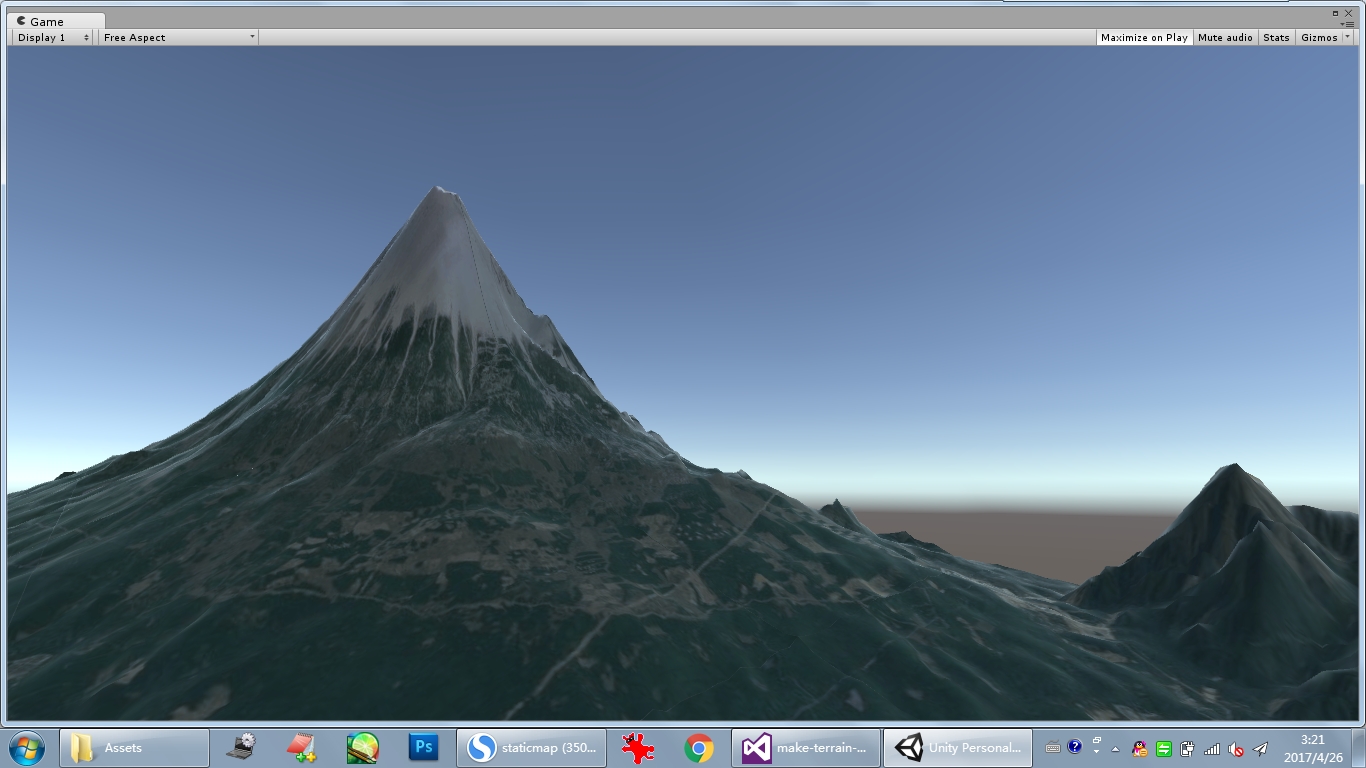 Game
Display 1
Free Aspect
Maximize on Play
Mute audio
Stats
Gizmos
Assets
Ps
staticmap (350...
make-terrain-...
Unity Personal...
3:21
2017/4/26